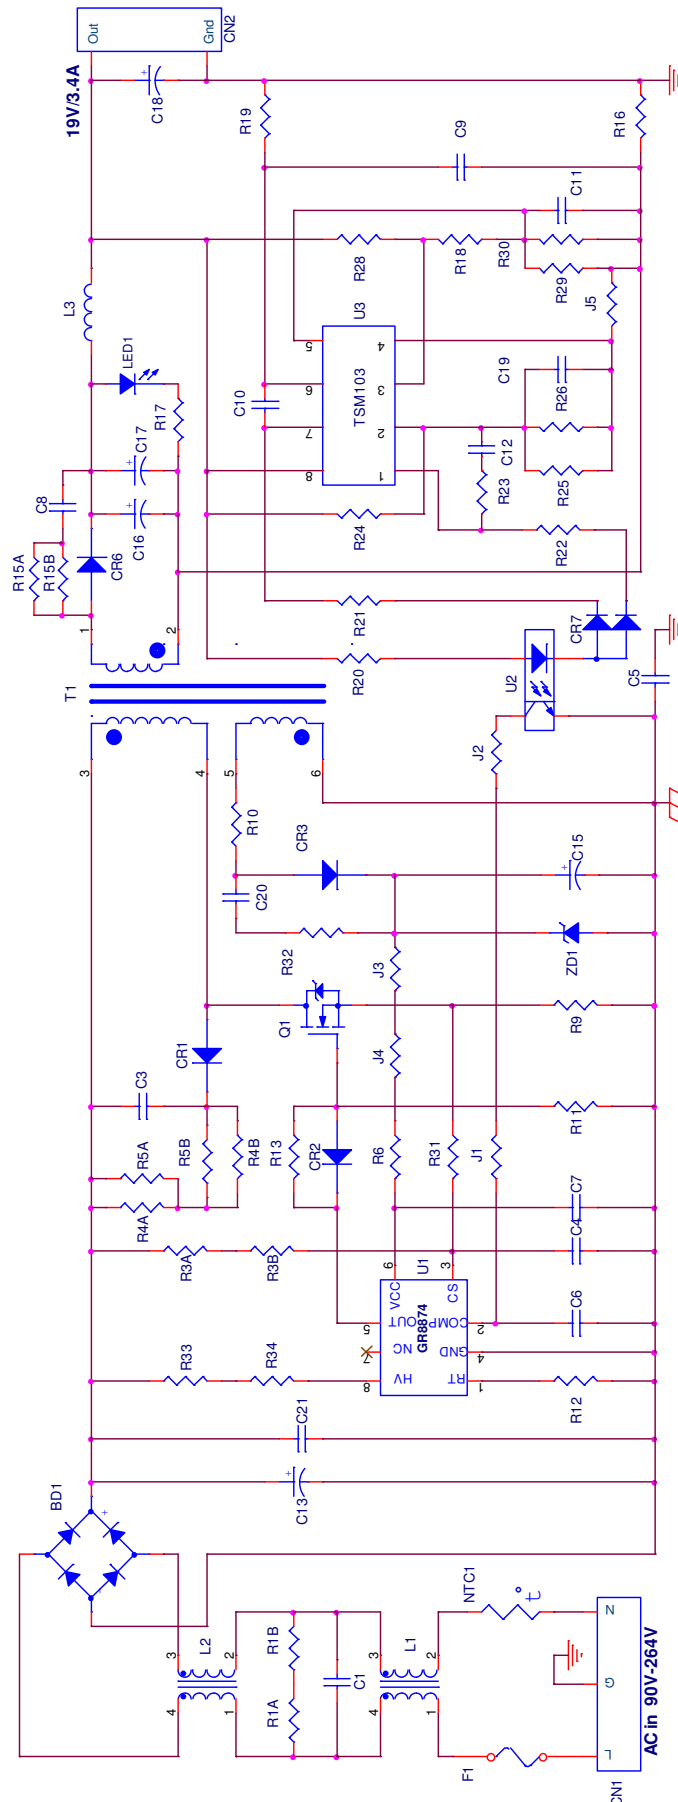 Out
Gnd
CN2
19V/3.4A
C18
R19
R16
C9
C11
R28
R18
R30
R29
L3
U3
J5
5
4
LED1
TSM103
C19
R26
6
3
R17
C10
C17
7
2
C12
C8
8
1
R23
R25
C16
R24
R22
R15A
R15B
CR6
R21
CR7
1
2
R20
U2
C5
T1
J2
3
4
5
6
R10
CR3
C15
C20
R32
J3
ZD1
Q1
R9
CR1
J4
C3
R11
R5A
R5B
R4B
R13
CR2
R6
R31
J1
R4A
C7
C4
R3A
R3B
6
U1
3
VCC
CS
5
OUT
GR8874
COMP
2
C6
7
NC
GND
4
R33
R34
8
HV
RT
1
R12
C21
C13
+
BD1
NTC1
t
°
L2
3
2
R1B
3
L1
2
4
1
R1A
C1
4
1
F1
N
G
L
AC in 90V-264V
CN1